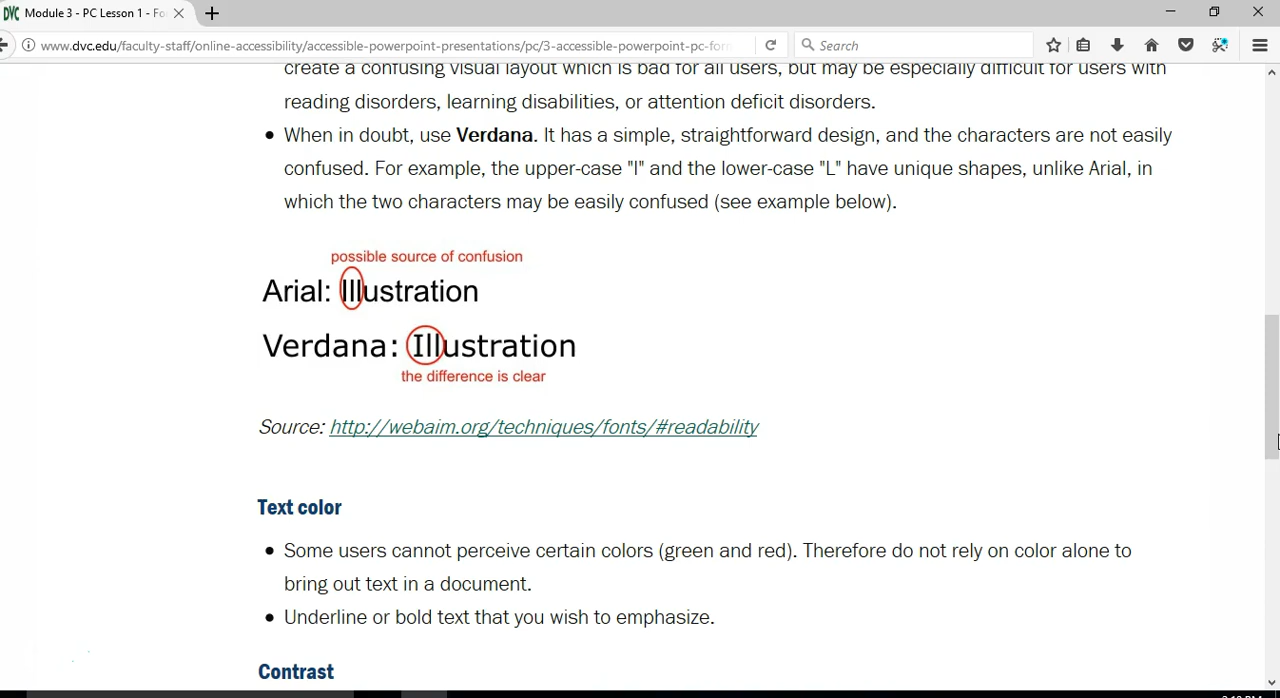 DVC Module 3 - PC Lesson 1 - Fo
www.dvc.edu/faculty-staff/online-accessibility/accessible-powerpoint-presentations/pc/3-accessible-powerpoint-pc-form
Search
create a confusing visual layout which is bad for all users, but may be especially difficult for users with
reading disorders, learning disabilities, or attention deficit disorders.
When in doubt, use Verdana. It has a simple, straightforward design, and the characters are not easily
confused. For example, the upper-case "I" and the lower-case "L" have unique shapes, unlike Arial, in
which the two characters may be easily confused (see example below).
possible source of confusion
Arial: Illustration
Verdana: Illustration
the difference is clear
Source: http://webaim.org/techniques/fonts/#readability
Text color
Some users cannot perceive certain colors (green and red). Therefore do not rely on color alone to
bring out text in a document.
Underline or bold text that you wish to emphasize.
Contrast